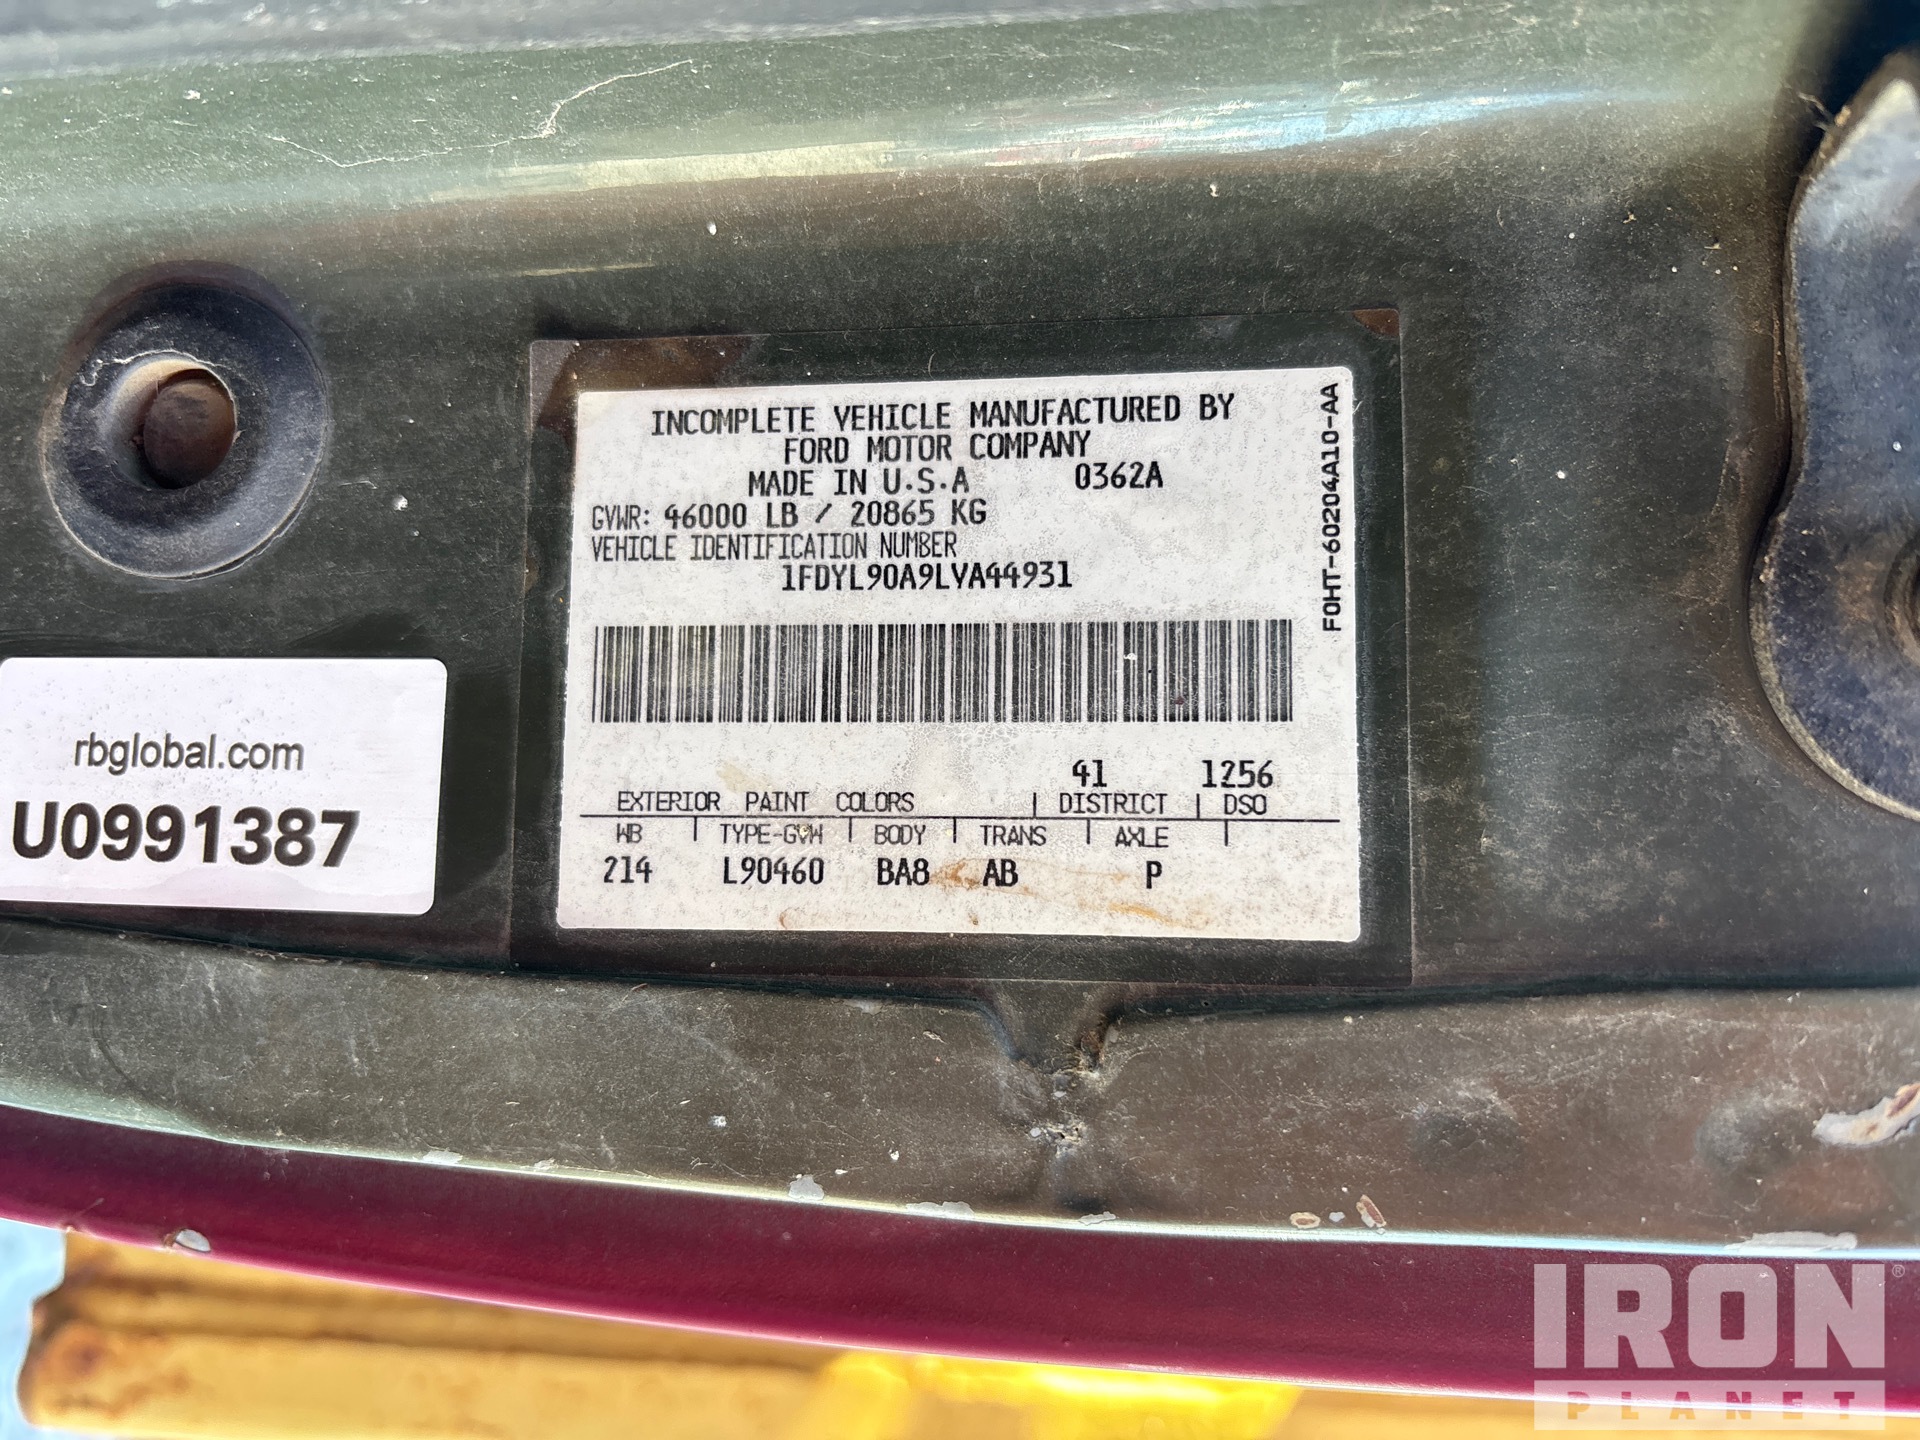 INCOMPLETE VEHICLE MANUFACTURED BY
FORD MOTOR COMPANY
MADE IN U.S.A 0362A
GVWR: 46000 LB / 20865 KG
VEHICLE IDENTIFICATION NUMBER
1FDYL90A9LVA44931
F0HT-60204A10-AA
41 1256
EXTERIOR PAINT COLORS | DISTRICT | DSO
WB | TYPE-GVW | BODY | TRANS | AXLE |
214 L90460 BA8 AB P
rbglobal.com
U0991387
IRON®
PLANET